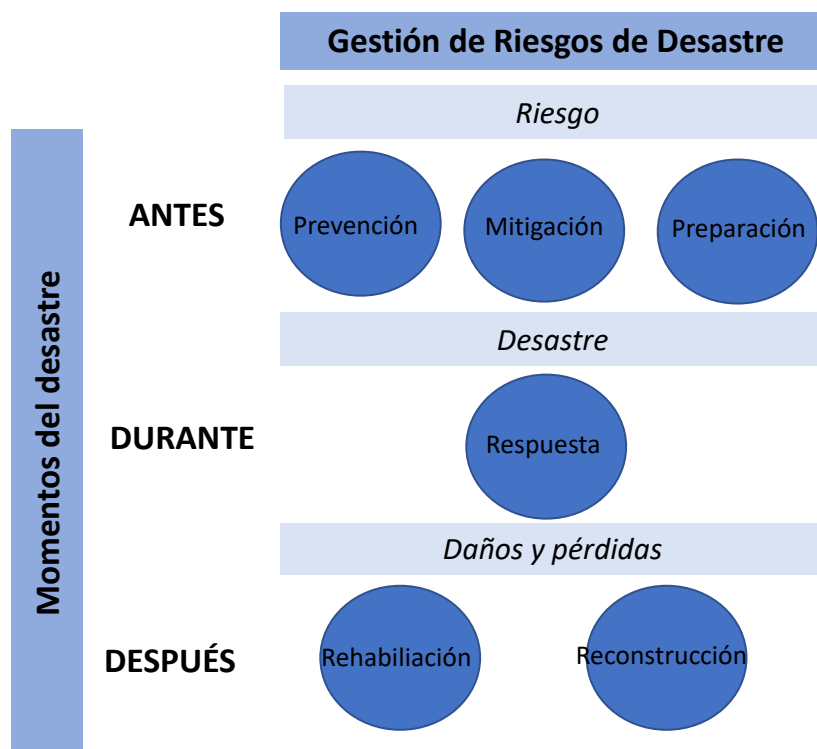 Gestión de Riesgos de Desastre
Momentos del desastre
Riesgo
ANTES
Prevención
Mitigación
Preparación
Desastre
DURANTE
Respuesta
Daños y pérdidas
DESPUÉS
Rehabiliación
Reconstrucción